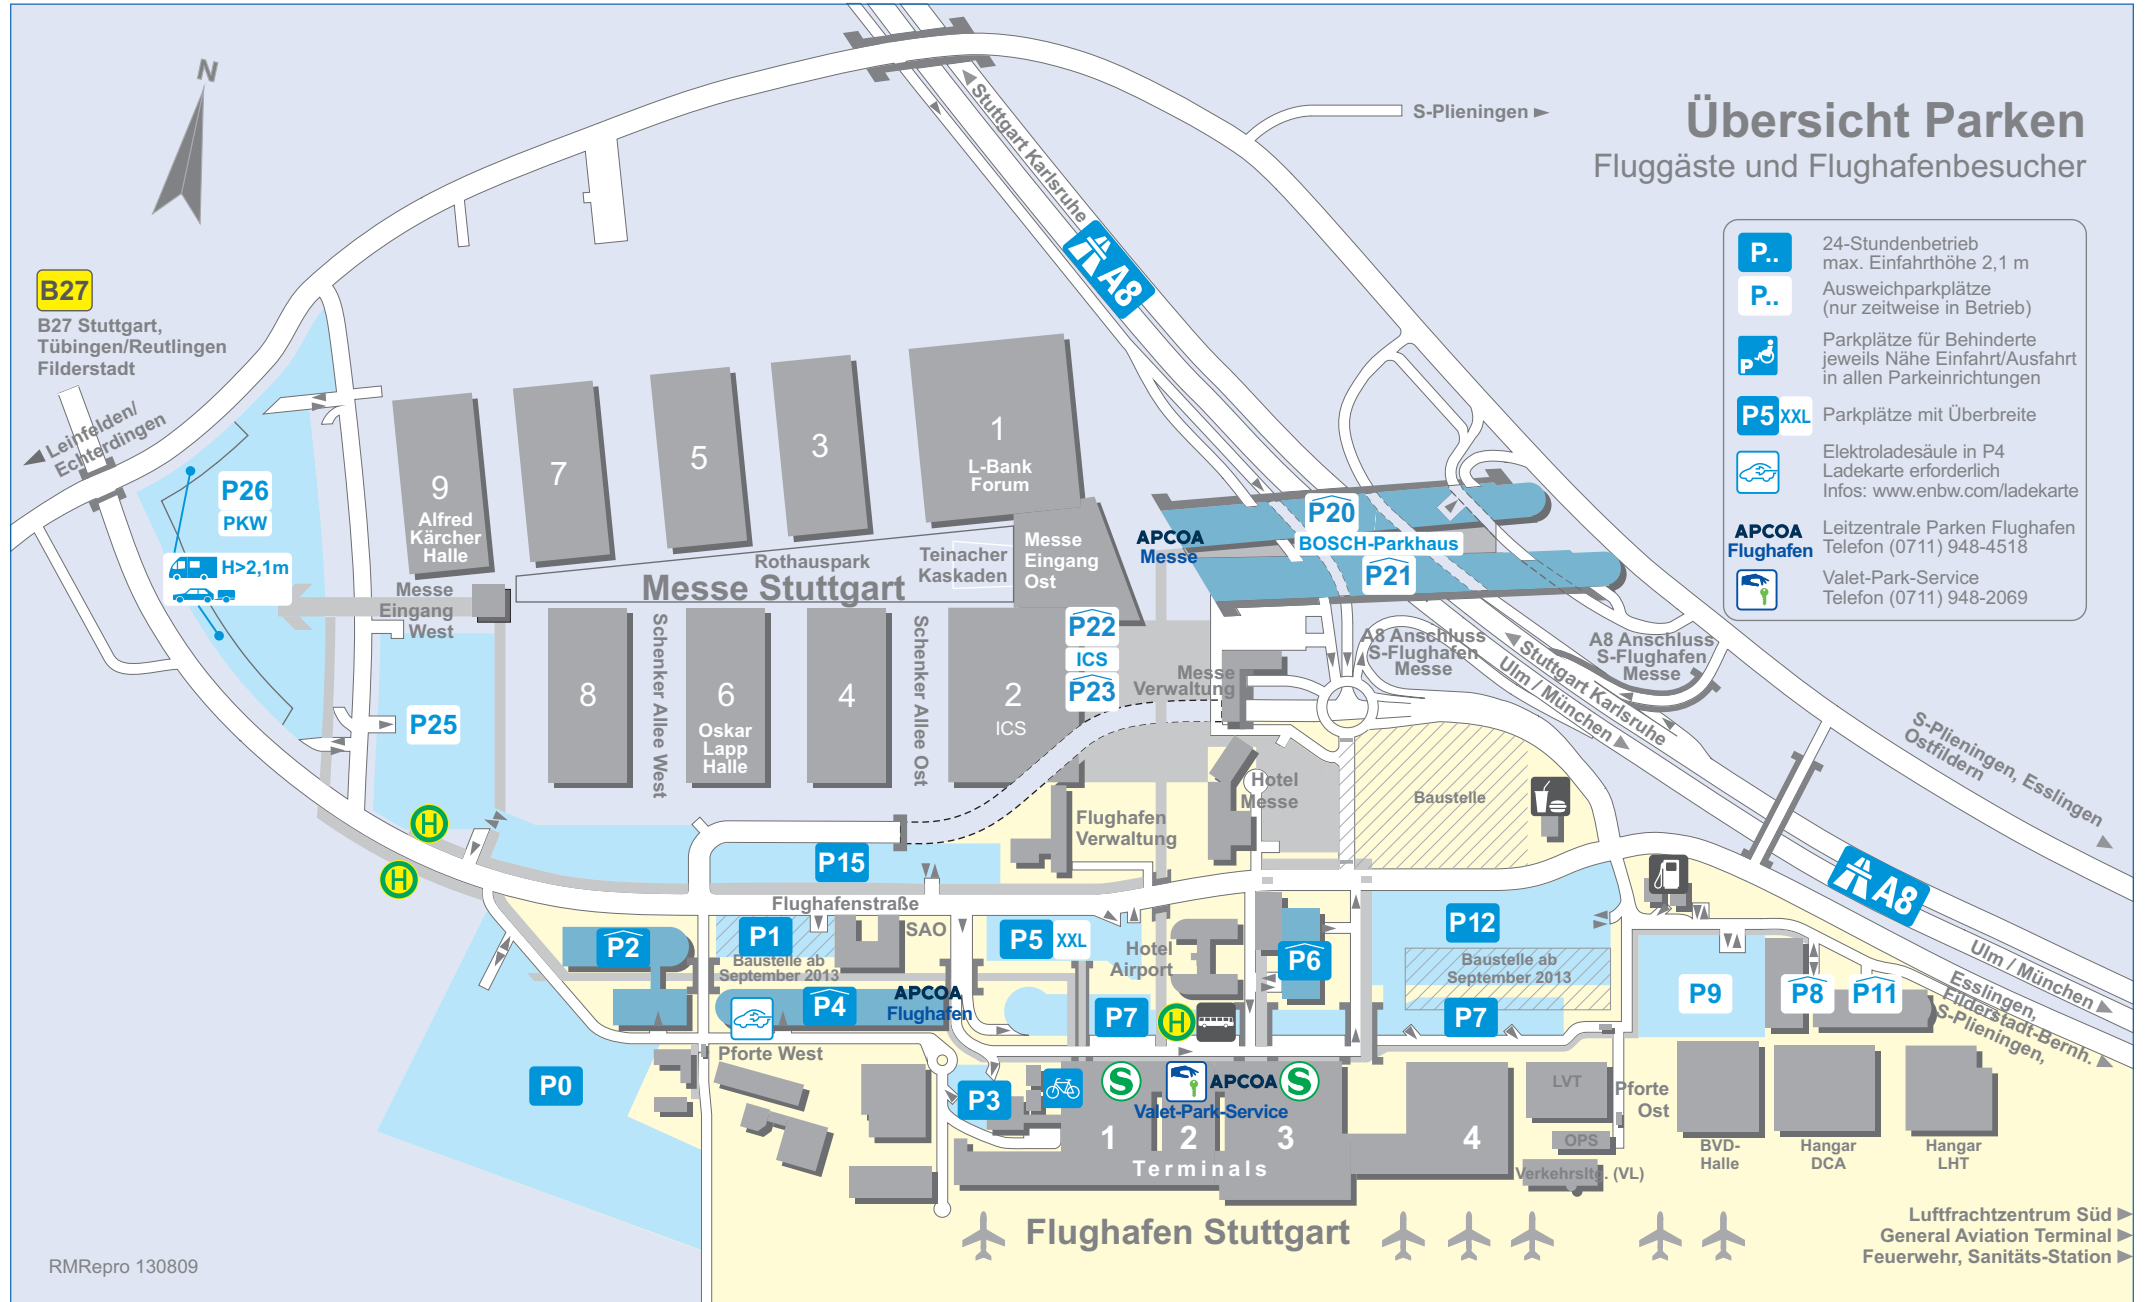 N
Übersicht Parken
Fluggäste und Flughafenbesucher
S-Plieningen
Stuttgart Karlsruhe
A8
P..
24-Stundenbetrieb
max. Einfahrthöhe 2,1 m
P..
Ausweichparkplätze
(nur zeitweise in Betrieb)
P
Parkplätze für Behinderte
jeweils Nähe Einfahrt/Ausfahrt
in allen Parkeinrichtungen
P5 XXL
Parkplätze mit Überbreite
Elektroladesäule in P4
Ladekarte erforderlich
Infos: www.enbw.com/ladekarte
APCOA
Flughafen
Leitzentrale Parken Flughafen
Telefon (0711) 948-4518
Valet-Park-Service
Telefon (0711) 948-2069
B27
B27 Stuttgart,
Tübingen/Reutlingen
Filderstadt
Leinfelden/
Echterdingen
P26
PKW
H>2,1m
9
Alfred
Kärcher
Halle
7
5
3
1
L-Bank
Forum
Messe
Eingang
Ost
Rothauspark
Teinacher
Kaskaden
Messe Stuttgart
Messe
Eingang
West
APCOA
Messe
P20
BOSCH-Parkhaus
P21
P22
ICS
P23
8
Schenker Allee West
6
Oskar
Lapp
Halle
4
Schenker Allee Ost
2
ICS
P25
Messe
Verwaltung
A8 Anschluss
S-Flughafen
Messe
A8 Anschluss
S-Flughafen
Messe
Stuttgart Karlsruhe
Ulm / München
S-Plieningen, Esslingen
Ostfildern
Hotel
Messe
Baustelle
Flughafen
Verwaltung
H
H
P15
Flughafenstraße
A8
Ulm / München
Esslingen,
Filderstadt-Bernh.
S-Plieningen,
P2
P1
Baustelle ab
September 2013
SAO
P5 XXL
Hotel
Airport
P6
P12
Baustelle ab
September 2013
P4
APCOA
Flughafen
P7
H
P7
P9
P8
P11
Pforte West
P0
P3
S
APCOA
S
Valet-Park-Service
1
2
3
4
Terminals
LVT
Pforte
Ost
OPS
Verkehrsltg. (VL)
BVD-
Halle
Hangar
DCA
Hangar
LHT
Flughafen Stuttgart
Luftfrachtzentrum Süd
General Aviation Terminal
Feuerwehr, Sanitäts-Station
RMRepro 130809